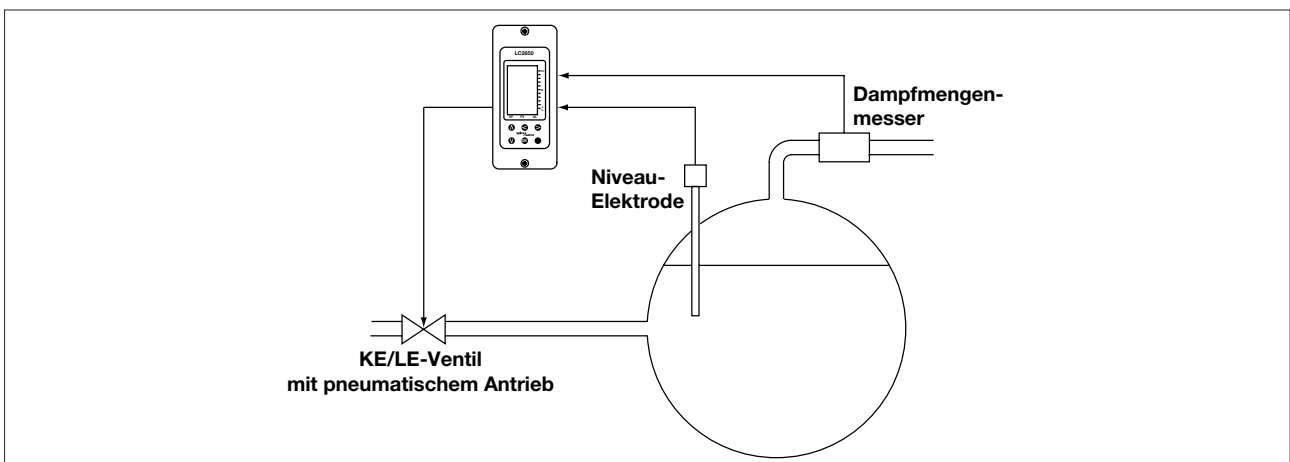 LC2650
Dampfmengen-
messer
Niveau-
Elektrode
KE/LE-Ventil
mit pneumatischem Antrieb